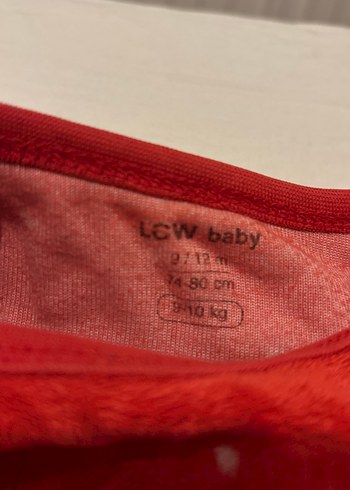 LCW baby
9 / 12 m
74-80 cm
9-10 kg